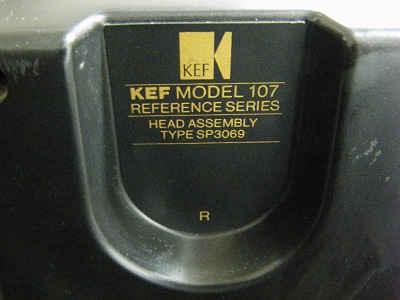 KEF
KEF MODEL 107
REFERENCE SERIES
HEAD ASSEMBLY
TYPE SP3069
R